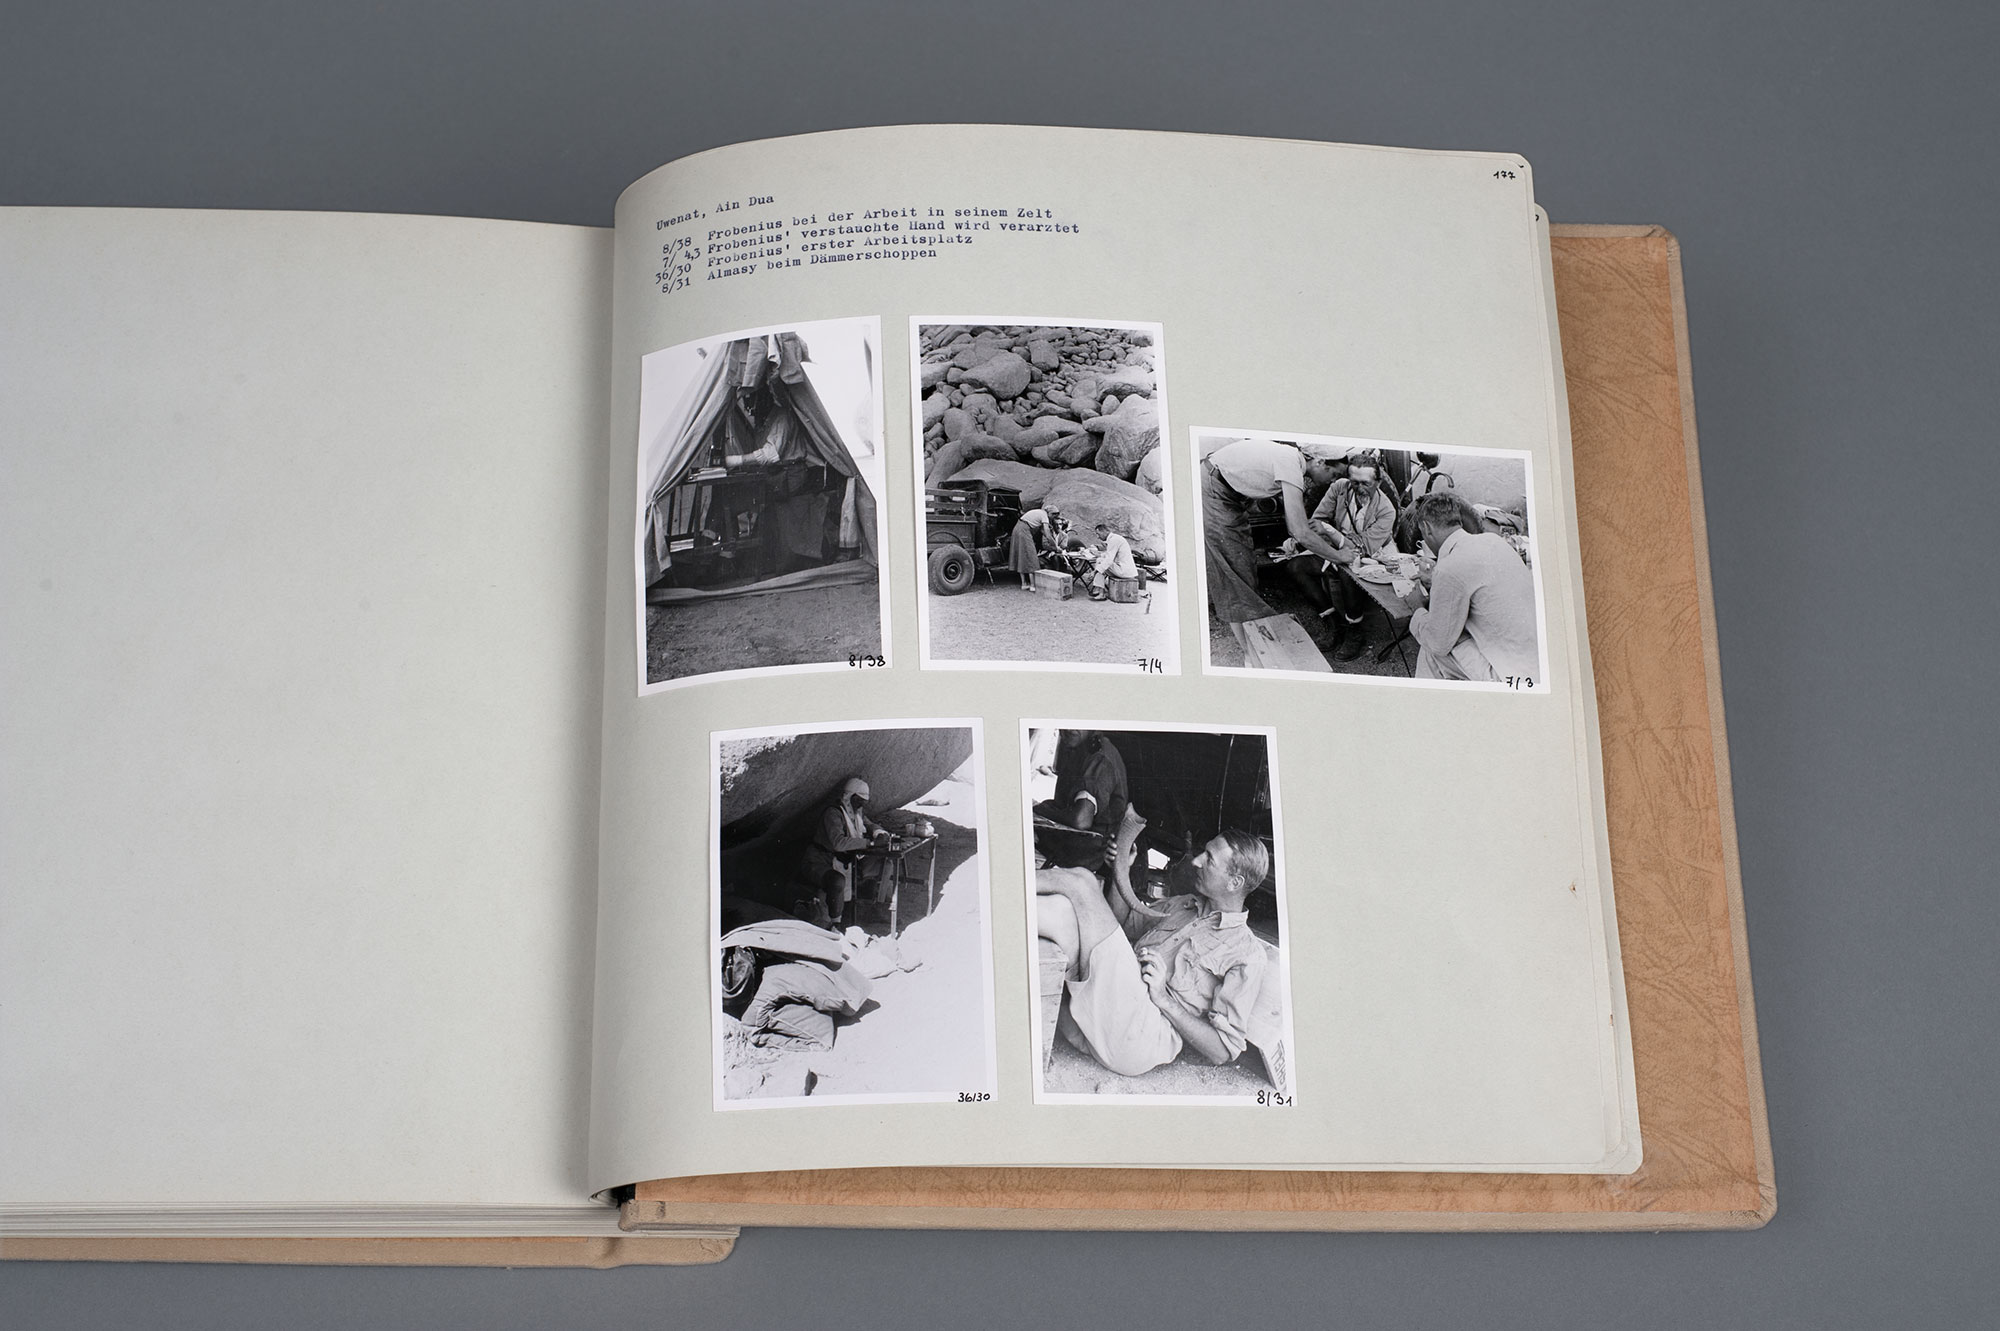 177
Uwenat, Ain Dua
8/38 Frobenius bei der Arbeit in seinem Zelt
7/ 4,3 Frobenius' verstauchte Hand wird verarztet
36/30 Frobenius' erster Arbeitsplatz
8/31 Almasy beim Dämmerschoppen
8/38
7/4
7/3
36/30
8/31